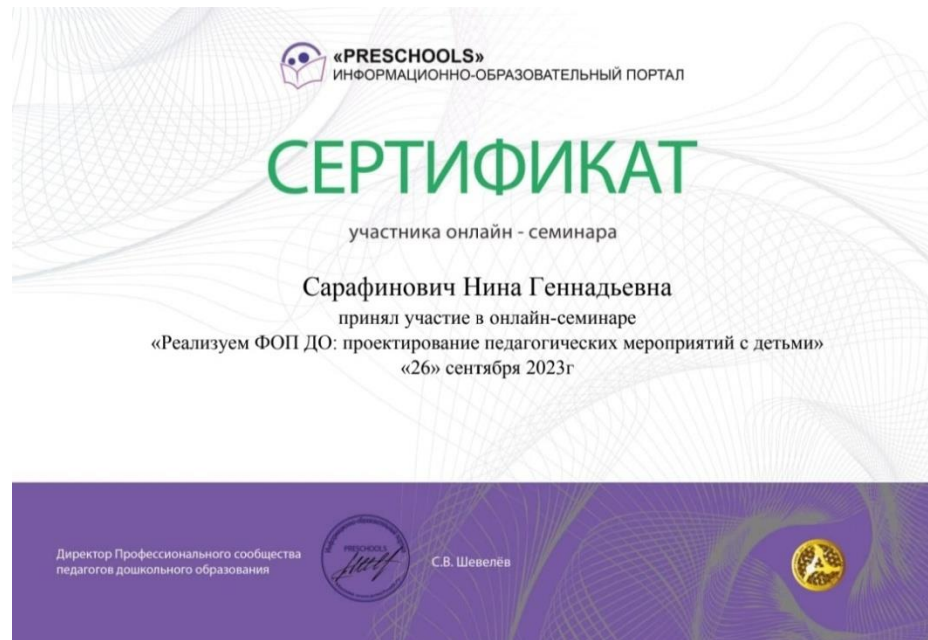 «PRESCHOOLS»
ИНФОРМАЦИОННО-ОБРАЗОВАТЕЛЬНЫЙ ПОРТАЛ
СЕРТИФИКАТ
участника онлайн - семинара
Сарафинович Нина Геннадьевна
принял участие в онлайн-семинаре
«Реализуем ФОП ДО: проектирование педагогических мероприятий с детьми»
«26» сентября 2023г
Директор Профессионального сообщества
педагогов дошкольного образования
PRESCHOOLS
С.В. Шевелёв